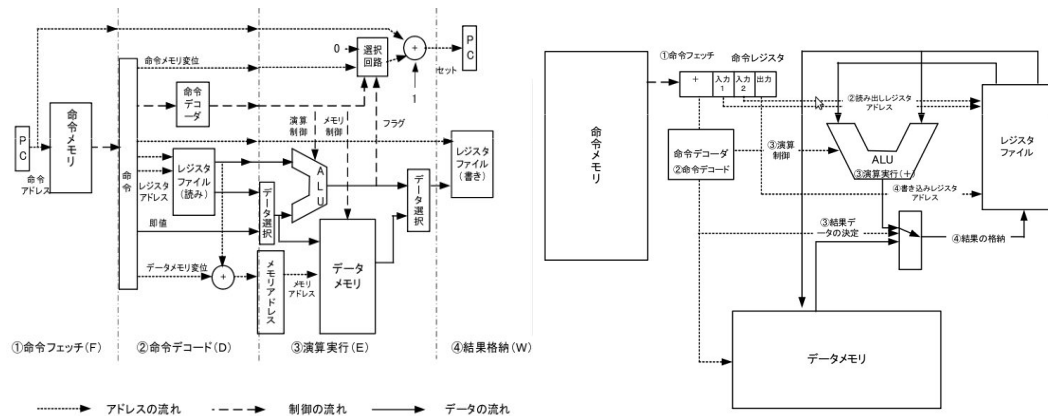 PC
命令
アドレス
命令メモリ
命令
命令メモリ変位
命令
デコ
ーダ
レジスタ
アドレス
レジスタ
ファイル
(読み)
即値
データメモリ変位
+
データ選択
メモリアドレス
演算
制御
メモリ
制御
フラグ
ALU
0
選択
回路
+
1
セット
PC
メモリ
アドレス
データ
メモリ
データ選択
レジスタ
ファイル
(書き)
①命令フェッチ(F)
②命令デコード(D)
③演算実行(E)
④結果格納(W)
アドレスの流れ
制御の流れ
データの流れ
命令メモリ
①命令フェッチ
命令レジスタ
+
入力
1
入力
2
出力
②読み出しレジスタ
アドレス
命令デコーダ
②命令デコード
③演算
制御
ALU
③演算実行(+)
レジスタ
ファイル
④書き込みレジスタ
アドレス
③結果デ
ータの決定
④結果の格納
データメモリ